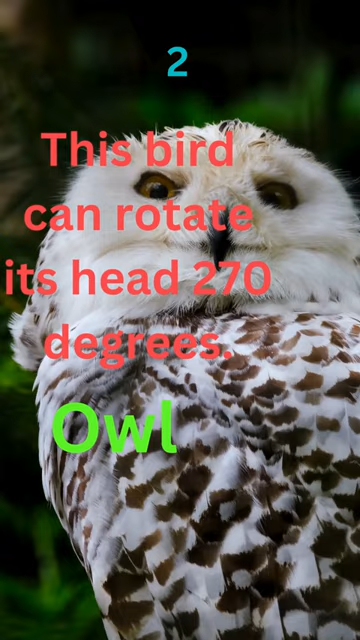 2
This bird
can rotate
its head 270
degrees.
Owl